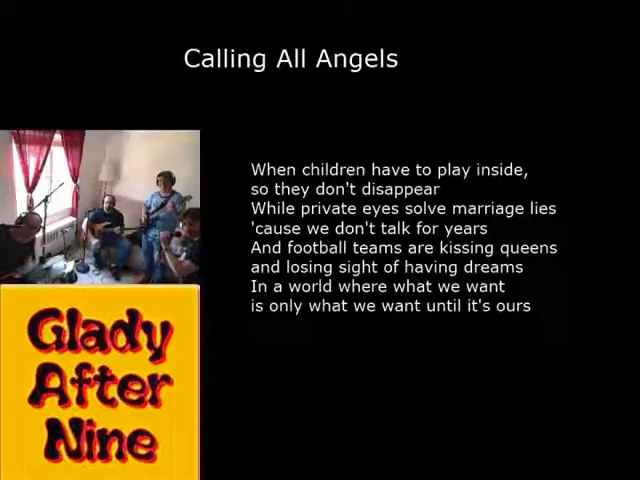 Calling All Angels
When children have to play inside,
so they don't disappear
While private eyes solve marriage lies
'cause we don't talk for years
And football teams are kissing queens
and losing sight of having dreams
In a world where what we want
is only what we want until it's ours
Glady
After
Nine